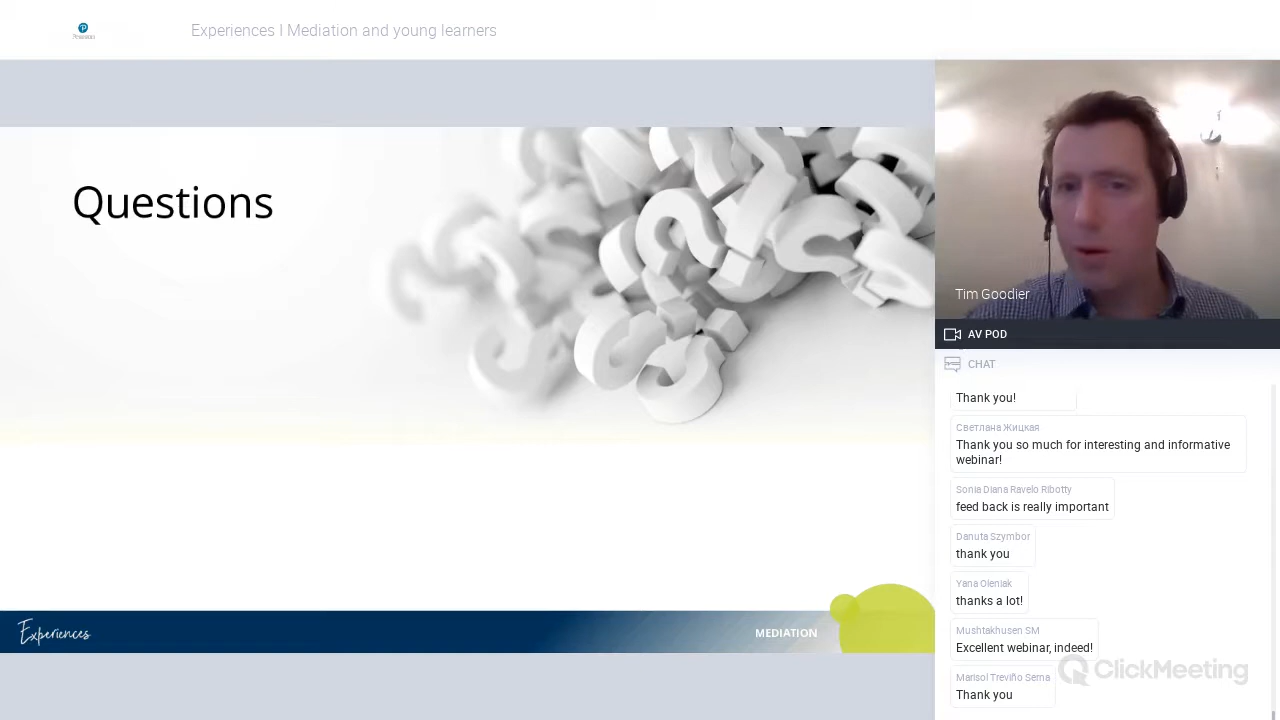 Experiences I Mediation and young learners
Questions
Tim Goodier
AV POD
CHAT
Thank you!
Светлана Жицкая
Thank you so much for interesting and informative
webinar!
Sonia Diana Ravelo Ribotty
feed back is really important
Danuta Szymbor
thank you
Yana Oleniak
thanks a lot!
Mushtakhusen SM
Excellent webinar, indeed!
Marisol Treviño Serna
Thank you
ClickMeeting
Experiences
MEDIATION